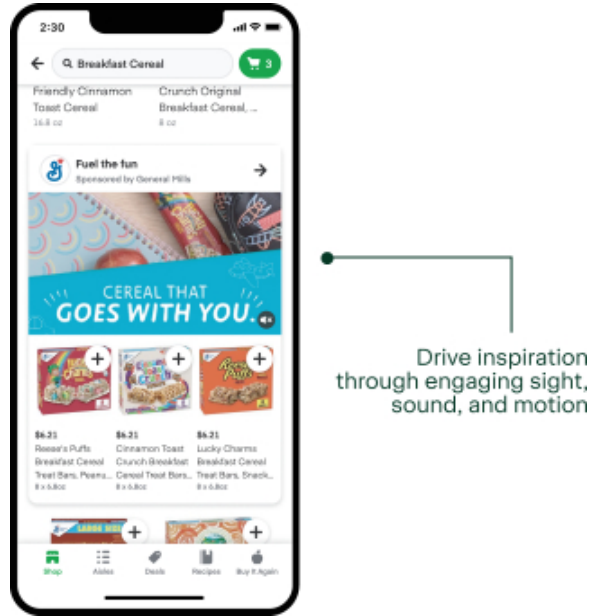 2:30
Breakfast Cereal
3
Friendly Cinnamon
Toast Cereal
16.8 oz
Crunch Original
Breakfast Cereal, ...
8 oz
Fuel the fun
Sponsored by General Mills
CEREAL THAT
GOES WITH YOU.
$6.21
Reese's Puffs
Breakfast Cereal
Treat Bars, Peanu...
8 x 6.8oz
$6.21
Cinnamon Toast
Crunch Breakfast
Cereal Treat Bars...
8 x 6.8oz
$6.21
Lucky Charms
Breakfast Cereal
Treat Bars, Snack...
8 x 6.8oz
Shop
Aisles
Deals
Recipes
Buy It Again
Drive inspiration
through engaging sight,
sound, and motion